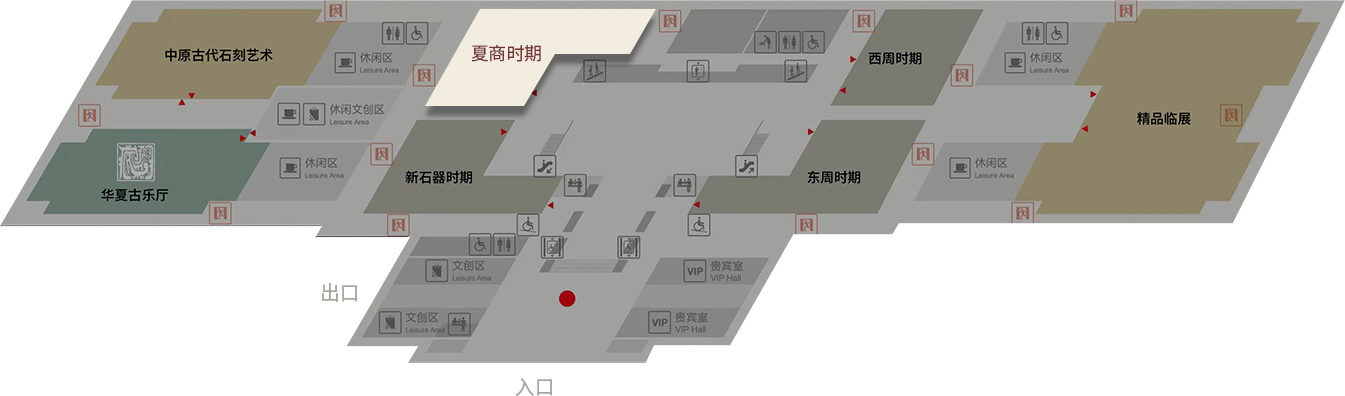 夏商时期
中原古代石刻艺术
休闲区
Leisure Area
西周时期
休闲区
Leisure Area
休闲文创区
Leisure Area
精品临展
华夏古乐厅
休闲区
Leisure Area
新石器时期
东周时期
休闲区
Leisure Area
文创区
Leisure Area
VIP
贵宾室
VIP Hall
出口
文创区
Leisure Area
VIP
贵宾室
VIP Hall
入口